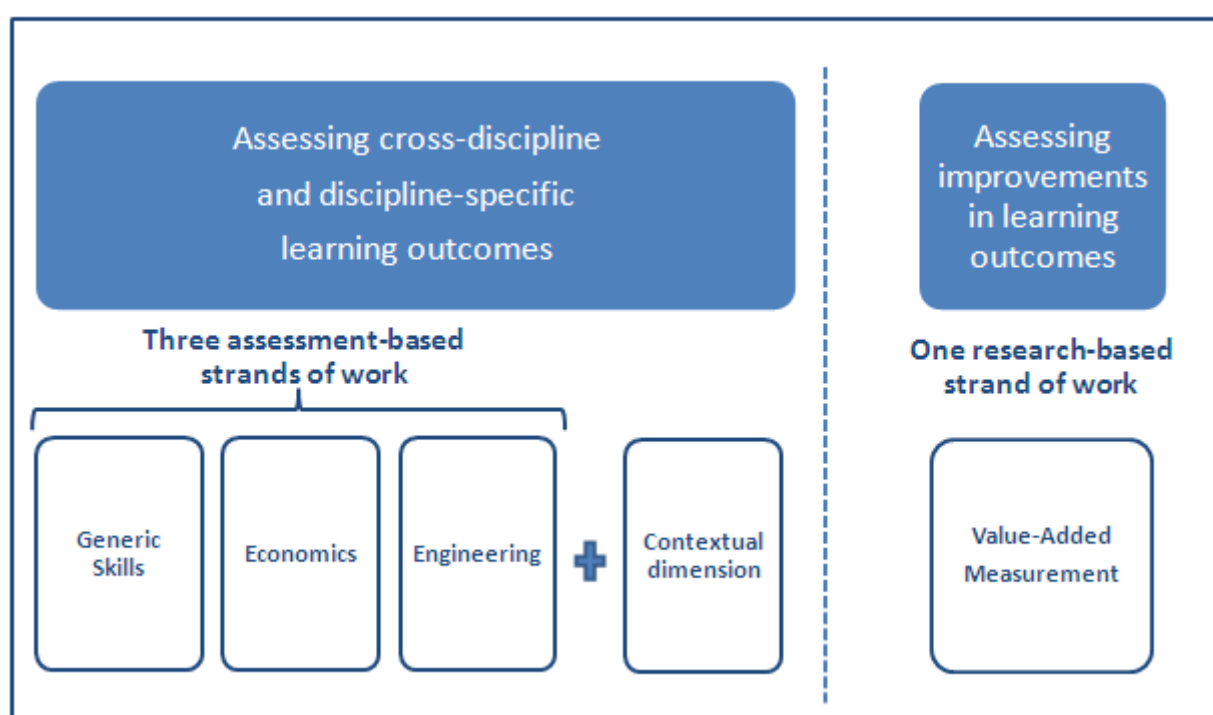 Assessing cross-discipline
and discipline-specific
learning outcomes
Assessing
improvements
in learning
outcomes
Three assessment-based
strands of work
One research-based
strand of work
Generic
Skills
Economics
Engineering
Contextual
dimension
Value-Added
Measurement